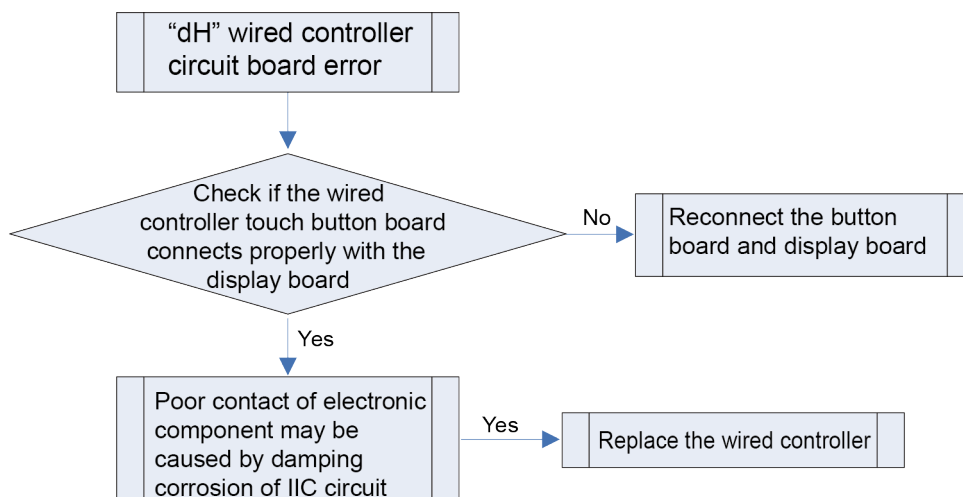 “dH” wired controller
circuit board error
Check if the wired
controller touch button board
connects properly with the
display board
No
Reconnect the button
board and display board
Yes
Poor contact of electronic
component may be
caused by damping
corrosion of IIC circuit
Yes
Replace the wired controller